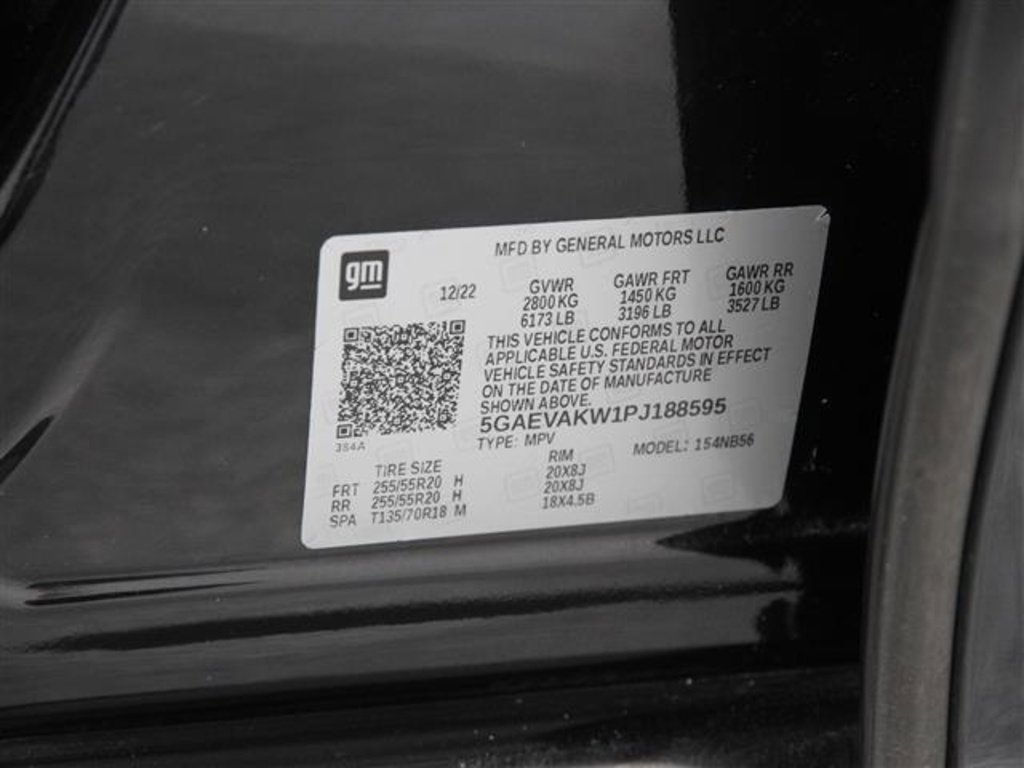 MFD BY GENERAL MOTORS LLC
gm
12/22
GVWR GAWR FRT GAWR RR
2800 KG 1450 KG 1600 KG
6173 LB 3196 LB 3527 LB
THIS VEHICLE CONFORMS TO ALL
APPLICABLE U.S. FEDERAL MOTOR
VEHICLE SAFETY STANDARDS IN EFFECT
ON THE DATE OF MANUFACTURE
SHOWN ABOVE.
5GAEVAKW1PJ188595
384A
TYPE: MPV MODEL: 154NB56
TIRE SIZE RIM
FRT 255/55R20 H 20X8J
RR 255/55R20 H 20X8J
SPA T135/70R18 M 18X4.5B